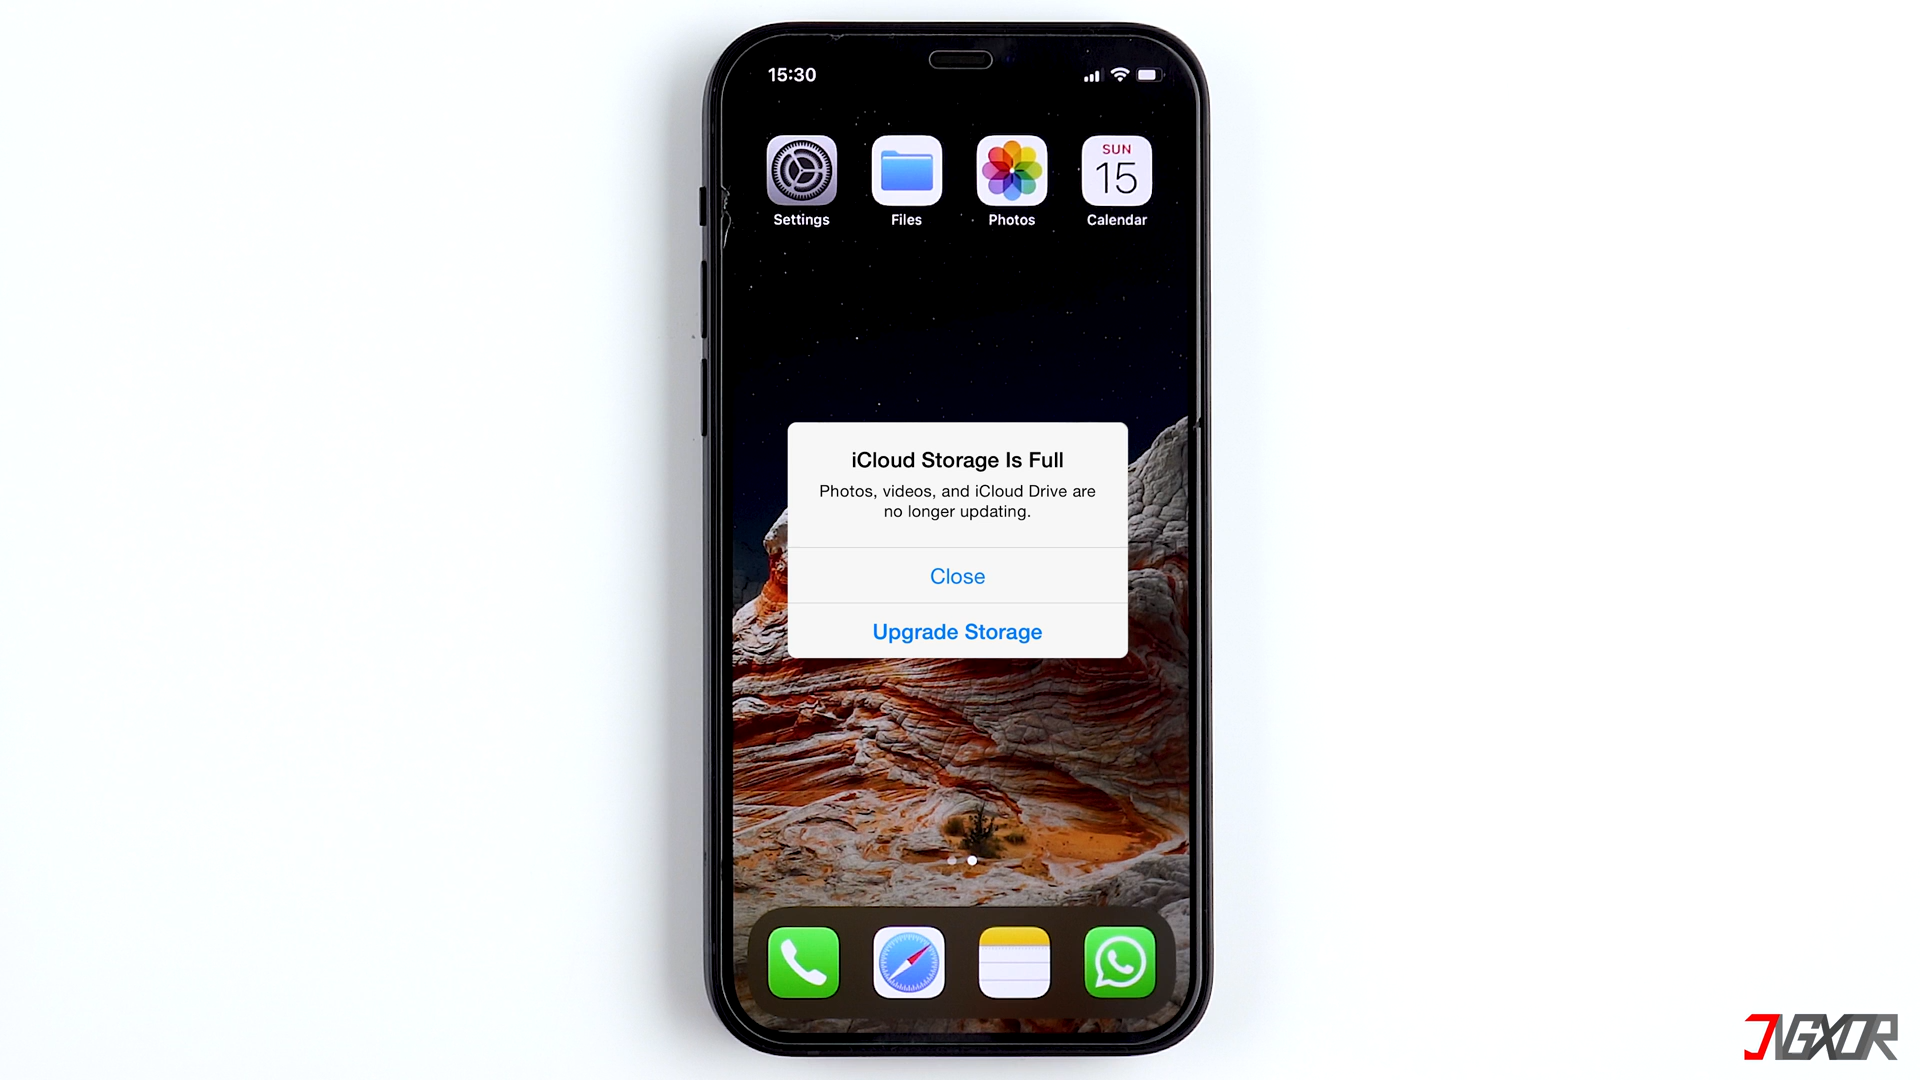 15:30
SUN
15
Settings
Files
Photos
Calendar
iCloud Storage Is Full
Photos, videos, and iCloud Drive are
no longer updating.
Close
Upgrade Storage
JVGXOR